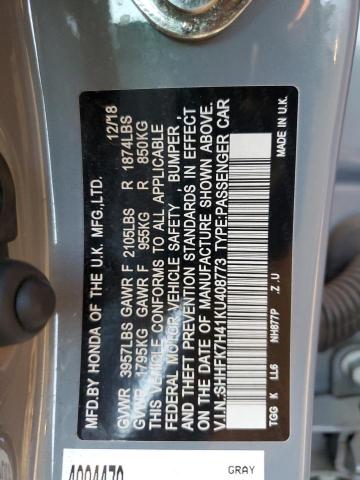 MFD.BY HONDA OF THE U.K. MFG.,LTD. 12/18
GVWR 3957LBS GAWR F 2105LBS R 1874LBS
GVWR 1795KG GAWR F 955KG R 850KG
THIS VEHICLE CONFORMS TO ALL APPLICABLE
FEDERAL MOTOR VEHICLE SAFETY , BUMPER ,
AND THEFT PREVENTION STANDARDS IN EFFECT
ON THE DATE OF MANUFACTURE SHOWN ABOVE.
V.I.N.:SHHFK7H41KU408773 TYPE:PASSENGER CAR
TGG K LL6 NH877P .Z .U
MADE IN U.K.
GRAY